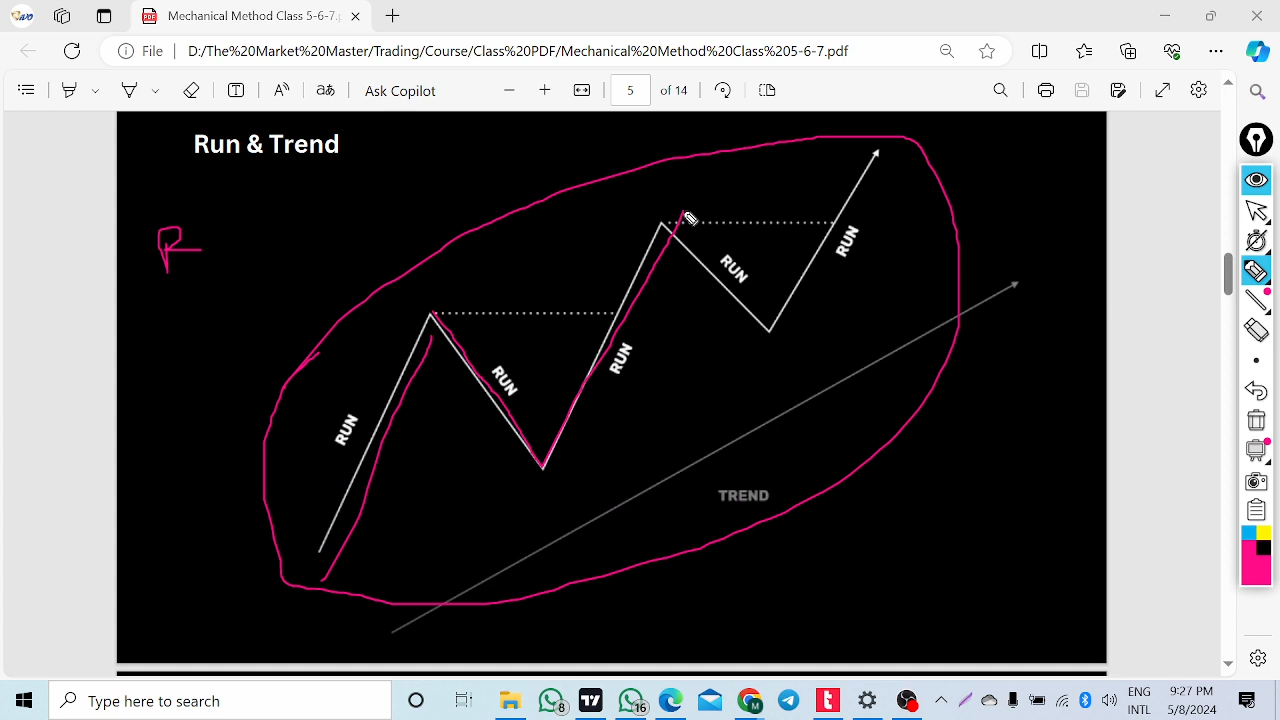 Mechanical Method Class 5-6-7.
File
D:/The%20Market%20Master/Trading/Course/Class%20PDF/Mechanical%20Method%20Class%205-6-7.pdf
Ask Copilot
5
of 14
Run & Trend
R
RUN
RUN
RUN
RUN
RUN
TREND
Type here to search
8
16
ENG
INTL
9:27 PM
5/8/2024